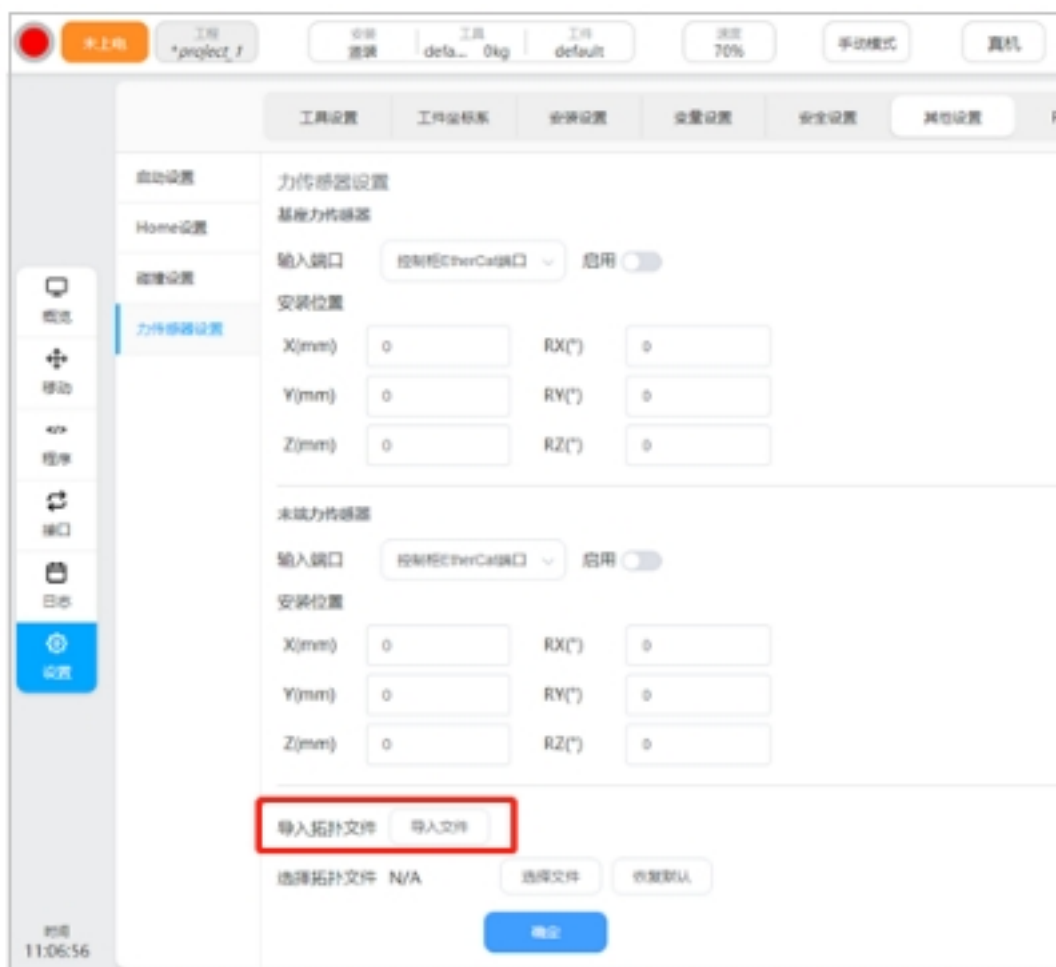 未上电
工程
*project_1
安装 工具 工件
defa... 0kg default
速度
70%
手动模式
真机
工具设置 工件坐标系 安装设置 变量设置 安全设置 其他设置
启动设置
Home设置
碰撞设置
力传感器设置
概览
移动
程序
接口
日志
设置
时间
11:06:56
力传感器设置
基座力传感器
输入端口 控制柜EtherCat端口 启用
安装位置
X(mm) 0 RX(°) 0
Y(mm) 0 RY(°) 0
Z(mm) 0 RZ(°) 0
末端力传感器
输入端口 控制柜EtherCat端口 启用
安装位置
X(mm) 0 RX(°) 0
Y(mm) 0 RY(°) 0
Z(mm) 0 RZ(°) 0
导入拓扑文件 导入文件
选择拓扑文件 N/A 选择文件 恢复默认
确定